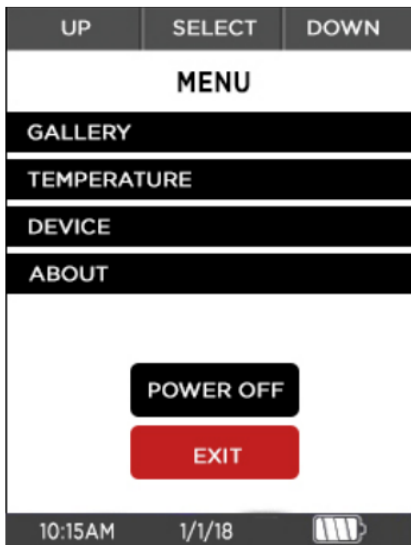 UP SELECT DOWN
MENU
GALLERY
TEMPERATURE
DEVICE
ABOUT
POWER OFF
EXIT
10:15AM 1/1/18